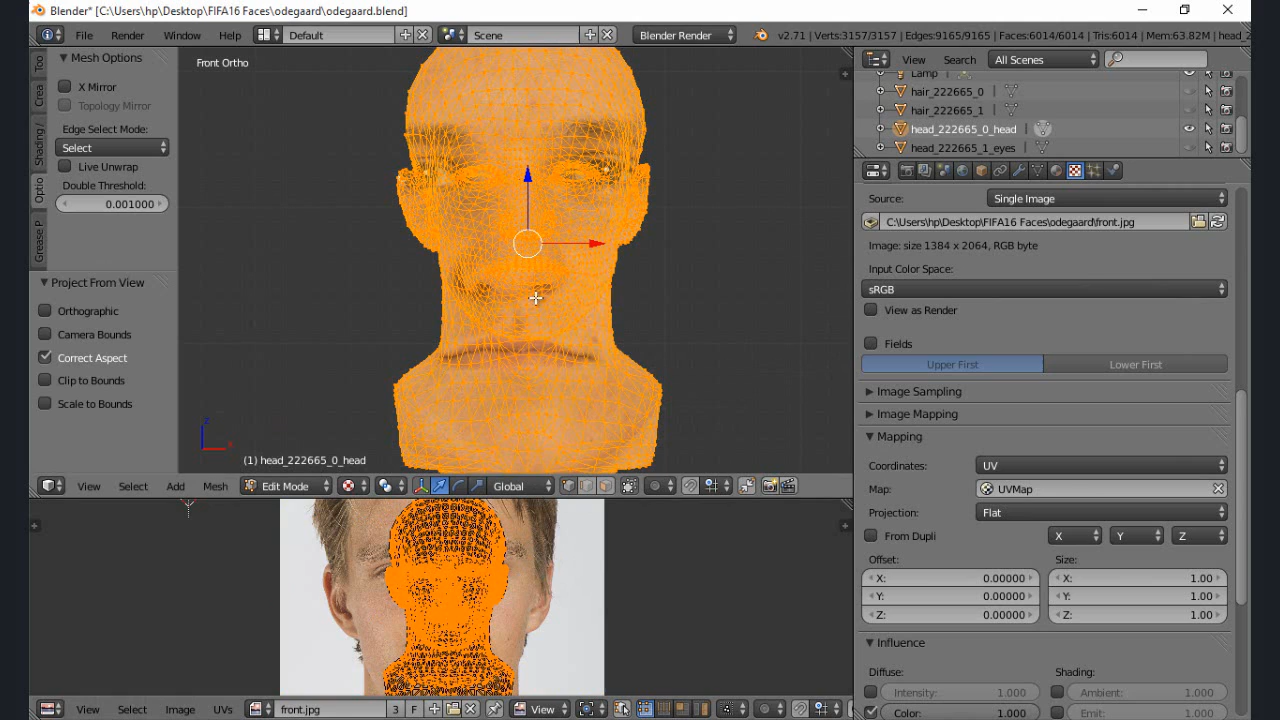 Blender* [C:\Users\hp\Desktop\FIFA16 Faces\odegaard\odegaard.blend]
File Render Window Help Default Scene Blender Render v2.71 | Verts:3157/3157 | Edges:9165/9165 | Faces:6014/6014 | Tris:6014 | Mem:63.82M | head_2
Mesh Options
X Mirror
Topology Mirror
Edge Select Mode:
Select
Live Unwrap
Double Threshold:
0.001000
Project From View
Orthographic
Camera Bounds
Correct Aspect
Clip to Bounds
Scale to Bounds
Too
Crea
Shading /
Optio
Grease P
Front Ortho
(1) head_222665_0_head
View Select Add Mesh Edit Mode Global
View Select Image UVs front.jpg 3 F View
View Search All Scenes
Lamp
hair_222665_0
hair_222665_1
head_222665_0_head
head_222665_1_eyes
Source: Single Image
C:\Users\hp\Desktop\FIFA16 Faces\odegaard\front.jpg
Image: size 1384 x 2064, RGB byte
Input Color Space:
sRGB
View as Render
Fields
Upper First Lower First
Image Sampling
Image Mapping
Mapping
Coordinates: UV
Map: UVMap
Projection: Flat
From Dupli X Y Z
Offset: Size:
X: 0.00000 X: 1.00
Y: 0.00000 Y: 1.00
Z: 0.00000 Z: 1.00
Influence
Diffuse: Shading:
Intensity: 1.000 Ambient: 1.000
Color: 1.000 Emit: 1.000